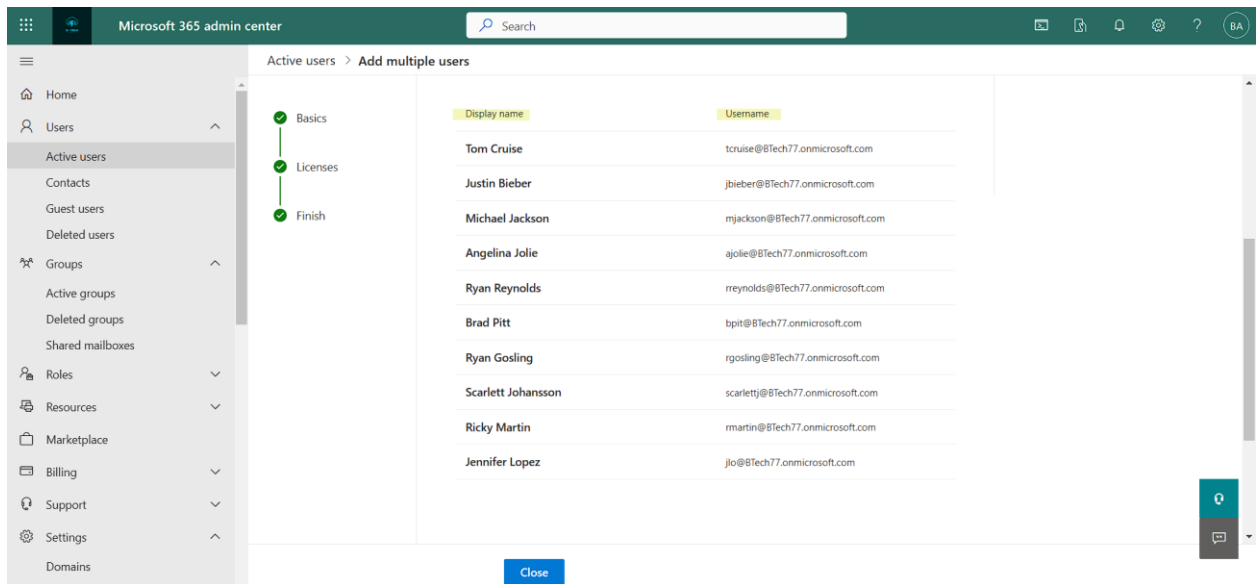 Microsoft 365 admin center
Search
BA
Active users > Add multiple users
Home
Users
Active users
Contacts
Guest users
Deleted users
Groups
Active groups
Deleted groups
Shared mailboxes
Roles
Resources
Marketplace
Billing
Support
Settings
Domains
Basics
Licenses
Finish
Display name Username
Tom Cruise tcruise@BTech77.onmicrosoft.com
Justin Bieber jbieber@BTech77.onmicrosoft.com
Michael Jackson mjackson@BTech77.onmicrosoft.com
Angelina Jolie ajolie@BTech77.onmicrosoft.com
Ryan Reynolds rreynolds@BTech77.onmicrosoft.com
Brad Pitt bpit@BTech77.onmicrosoft.com
Ryan Gosling rgosling@BTech77.onmicrosoft.com
Scarlett Johansson scarlettj@BTech77.onmicrosoft.com
Ricky Martin rmartin@BTech77.onmicrosoft.com
Jennifer Lopez jlo@BTech77.onmicrosoft.com
Close